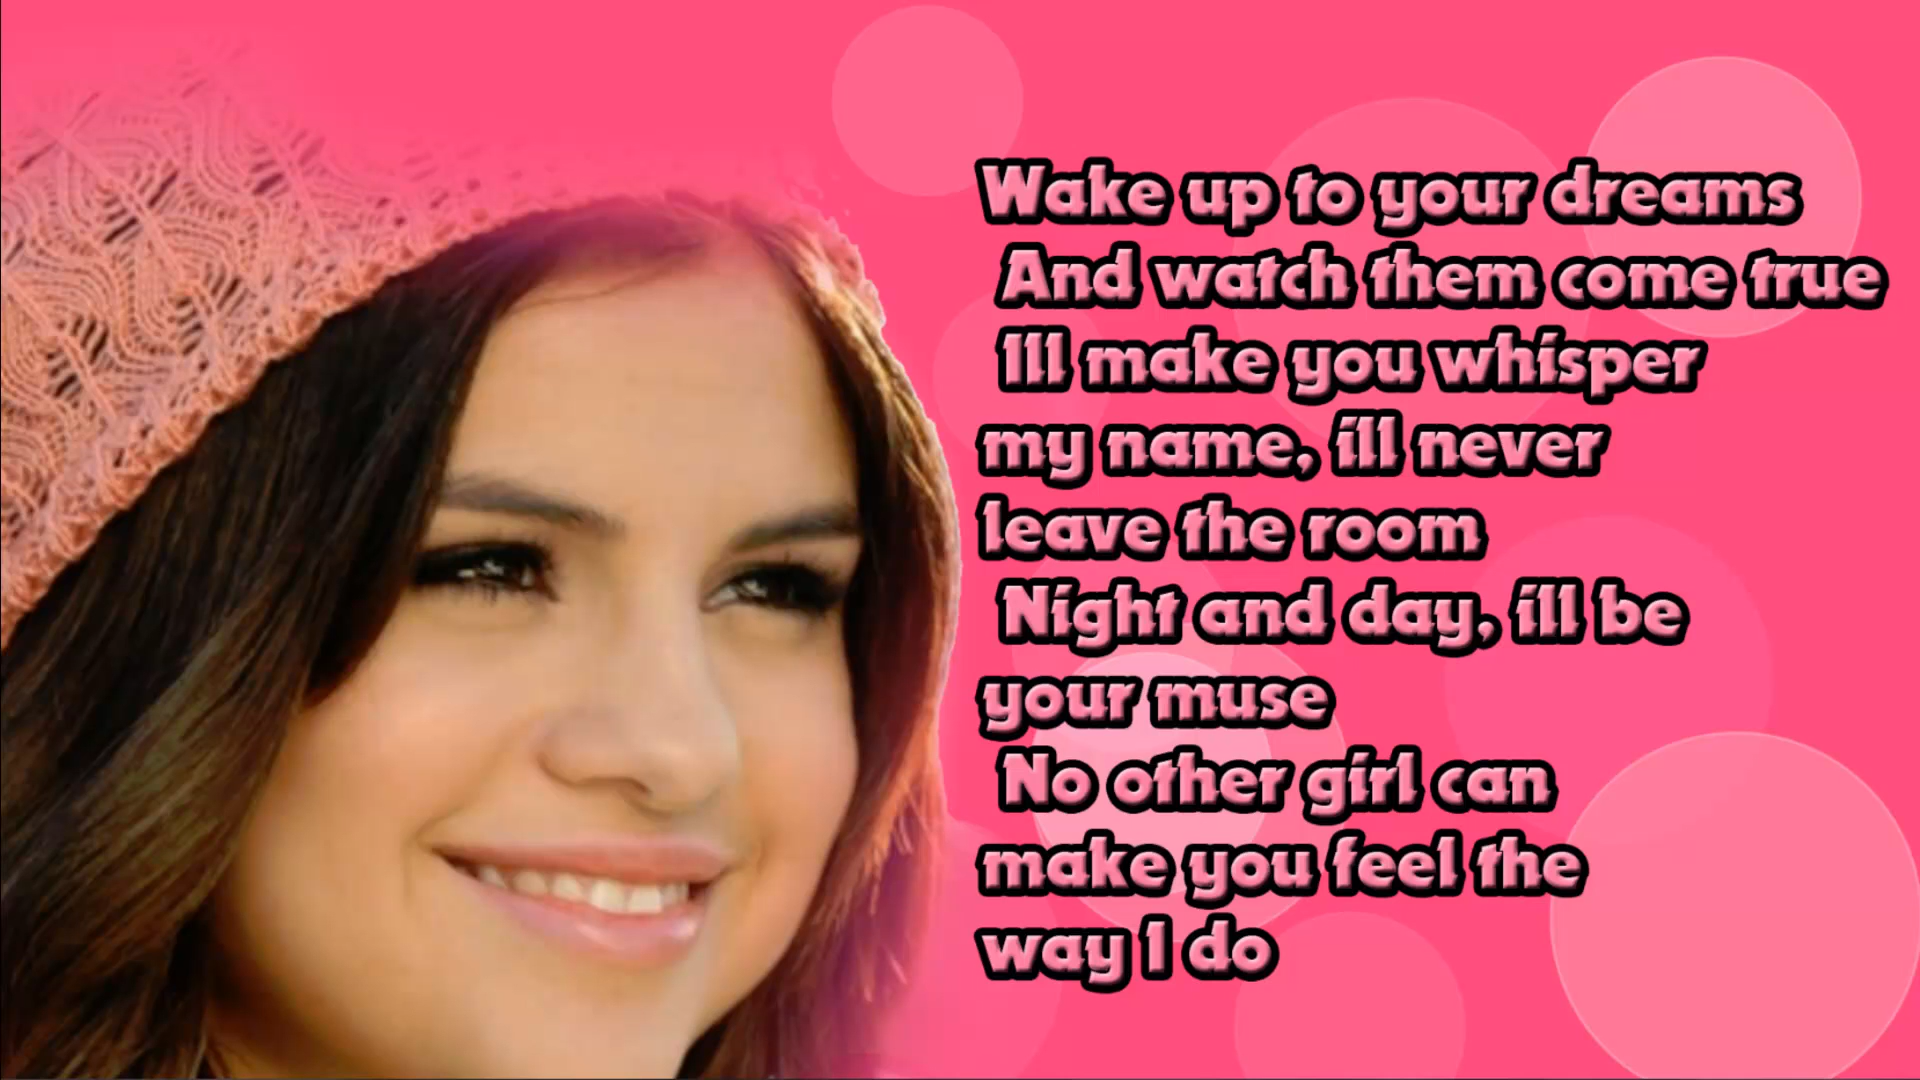 Wake up to your dreams
And watch them come true
Ill make you whisper
my name, ill never
leave the room
Night and day, ill be
your muse
No other girl can
make you feel the
way I do